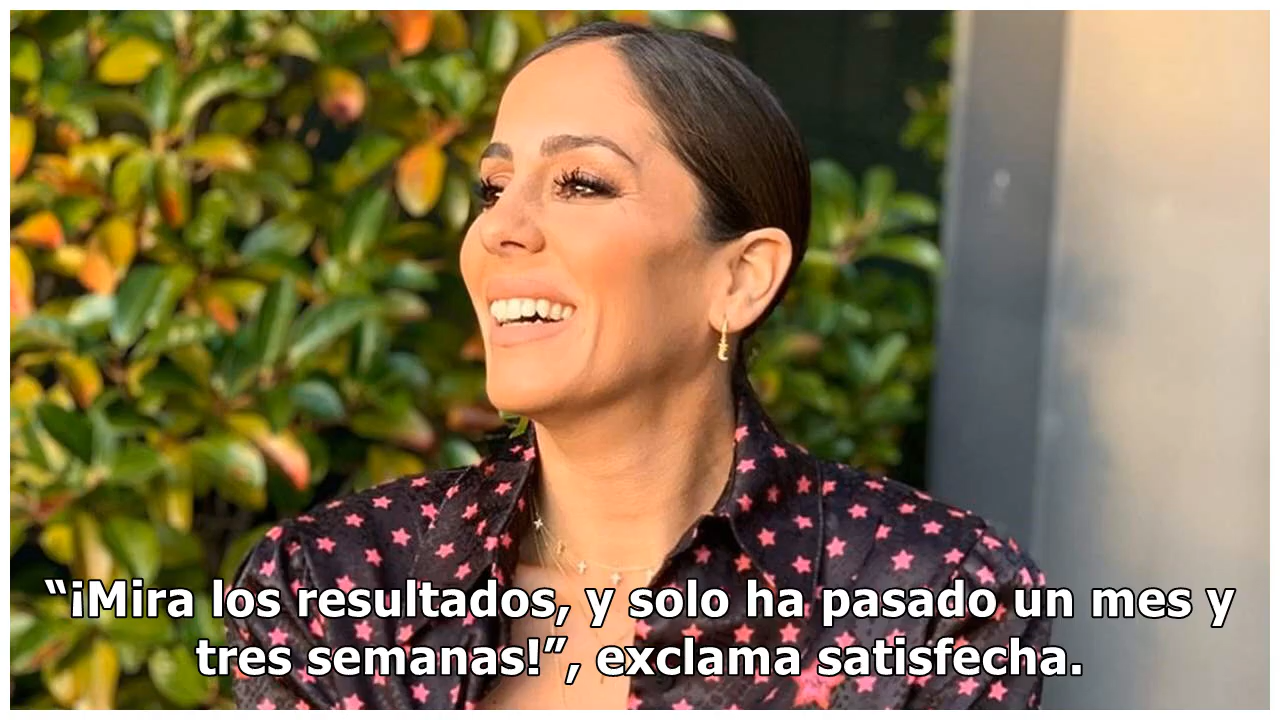 “¡Mira los resultados, y solo ha pasado un mes y
tres semanas!”, exclama satisfecha.